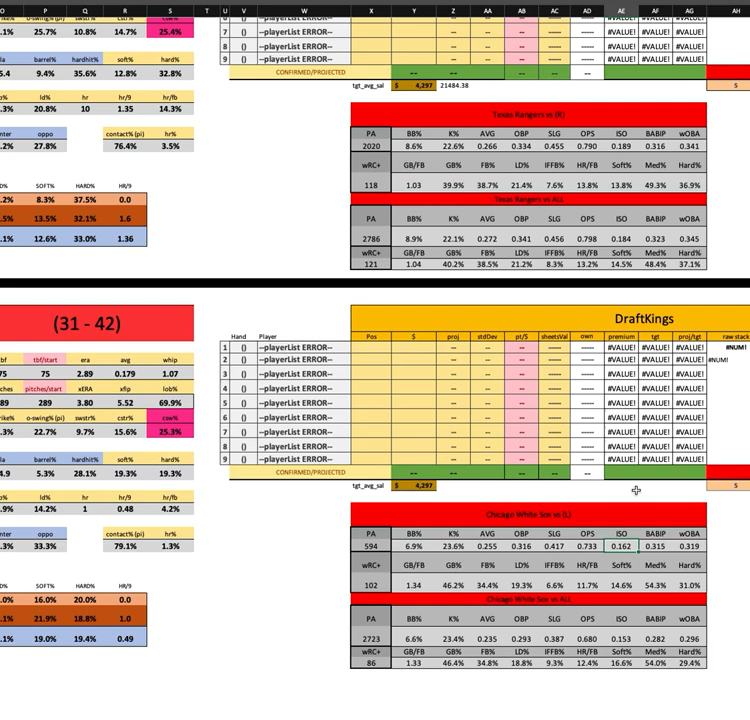 O P Q R S T U V W X Y Z AA AB AC AD AE AF AG AH
o-swing% (pi) swstr% cstr% csw%
.1% 25.7% 10.8% 14.7% 25.4%
barrel% hardhit% soft% hard%
5.4 9.4% 35.6% 12.8% 32.8%
ld% hr hr/9 hr/fb
.3% 20.8% 10 1.35 14.3%
oppo contact% (pi) hr%
.2% 27.8% 76.4% 3.5%
SOFT% HARD% HR/9
.2% 8.3% 37.5% 0.0
.5% 13.5% 32.1% 1.6
.1% 12.6% 33.0% 1.36
--playerList ERROR-- -- -- -- ----- ----- #VALUE! #VALUE! #VALUE!
7 () --playerList ERROR-- -- -- -- ----- ----- #VALUE! #VALUE! #VALUE!
8 () --playerList ERROR-- -- -- -- ----- ----- #VALUE! #VALUE! #VALUE!
9 () --playerList ERROR-- -- -- -- ----- ----- #VALUE! #VALUE! #VALUE!
CONFIRMED/PROJECTED -- -- -- -- --
tgt_avg_sal $ 4,297 21484.38 5
Texas Rangers vs (R)
PA BB% K% AVG OBP SLG OPS ISO BABIP wOBA
2020 8.6% 22.6% 0.266 0.334 0.455 0.790 0.189 0.316 0.341
wRC+ GB/FB GB% FB% LD% IFFB% HR/FB Soft% Med% Hard%
118 1.03 39.9% 38.7% 21.4% 7.6% 13.8% 13.8% 49.3% 36.9%
Texas Rangers vs ALL
PA BB% K% AVG OBP SLG OPS ISO BABIP wOBA
2786 8.9% 22.1% 0.272 0.341 0.456 0.798 0.184 0.323 0.345
wRC+ GB/FB GB% FB% LD% IFFB% HR/FB Soft% Med% Hard%
121 1.04 40.2% 38.5% 21.2% 8.3% 13.2% 14.5% 48.4% 37.1%
(31 - 42)
tbf/start era avg whip
75 75 2.89 0.179 1.07
pitches/start xERA xfip lob%
89 289 3.80 5.52 69.9%
o-swing% (pi) swstr% cstr% csw%
.3% 22.7% 9.7% 15.6% 25.3%
barrel% hardhit% soft% hard%
4.9 5.3% 28.1% 19.3% 19.3%
ld% hr hr/9 hr/fb
.9% 14.2% 1 0.48 4.2%
oppo contact% (pi) hr%
.3% 33.3% 79.1% 1.3%
SOFT% HARD% HR/9
.0% 16.0% 20.0% 0.0
.5% 21.9% 18.8% 1.0
.1% 19.0% 19.4% 0.49
DraftKings
Hand Player Pos $ proj stdDev pt/$ sheetsVal own premium tgt proj/tgt raw stack
1 () --playerList ERROR-- -- -- -- ----- ----- #VALUE! #VALUE! #VALUE! #NUM!
2 () --playerList ERROR-- -- -- -- ----- ----- #VALUE! #VALUE! #VALUE! #NUM!
3 () --playerList ERROR-- -- -- -- ----- ----- #VALUE! #VALUE! #VALUE!
4 () --playerList ERROR-- -- -- -- ----- ----- #VALUE! #VALUE! #VALUE!
5 () --playerList ERROR-- -- -- -- ----- ----- #VALUE! #VALUE! #VALUE!
6 () --playerList ERROR-- -- -- -- ----- ----- #VALUE! #VALUE! #VALUE!
7 () --playerList ERROR-- -- -- -- ----- ----- #VALUE! #VALUE! #VALUE!
8 () --playerList ERROR-- -- -- -- ----- ----- #VALUE! #VALUE! #VALUE!
9 () --playerList ERROR-- -- -- -- ----- ----- #VALUE! #VALUE! #VALUE!
CONFIRMED/PROJECTED -- -- -- -- --
tgt_avg_sal $ 4,297 5
Chicago White Sox vs (L)
PA BB% K% AVG OBP SLG OPS ISO BABIP wOBA
594 6.9% 23.6% 0.255 0.316 0.417 0.733 0.162 0.315 0.319
wRC+ GB/FB GB% FB% LD% IFFB% HR/FB Soft% Med% Hard%
102 1.34 46.2% 34.4% 19.3% 6.6% 11.7% 14.6% 54.3% 31.0%
Chicago White Sox vs ALL
PA BB% K% AVG OBP SLG OPS ISO BABIP wOBA
2723 6.6% 23.4% 0.235 0.293 0.387 0.680 0.153 0.282 0.296
wRC+ GB/FB GB% FB% LD% IFFB% HR/FB Soft% Med% Hard%
86 1.33 46.4% 34.8% 18.8% 9.3% 12.4% 16.6% 54.0% 29.4%